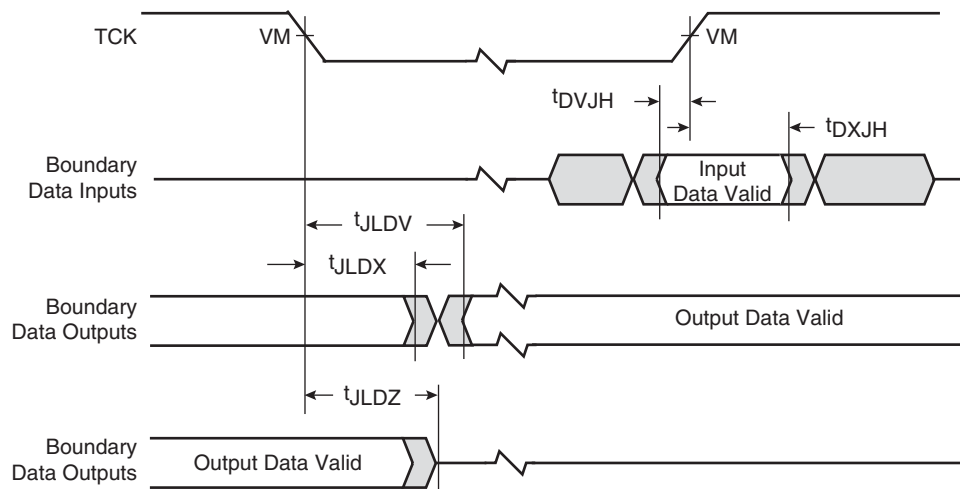 TCK
VM
VM
tDVJH
tDXJH
Boundary
Data Inputs
Input
Data Valid
tJLDV
tJLDX
Boundary
Data Outputs
Output Data Valid
tJLDZ
Boundary
Data Outputs
Output Data Valid